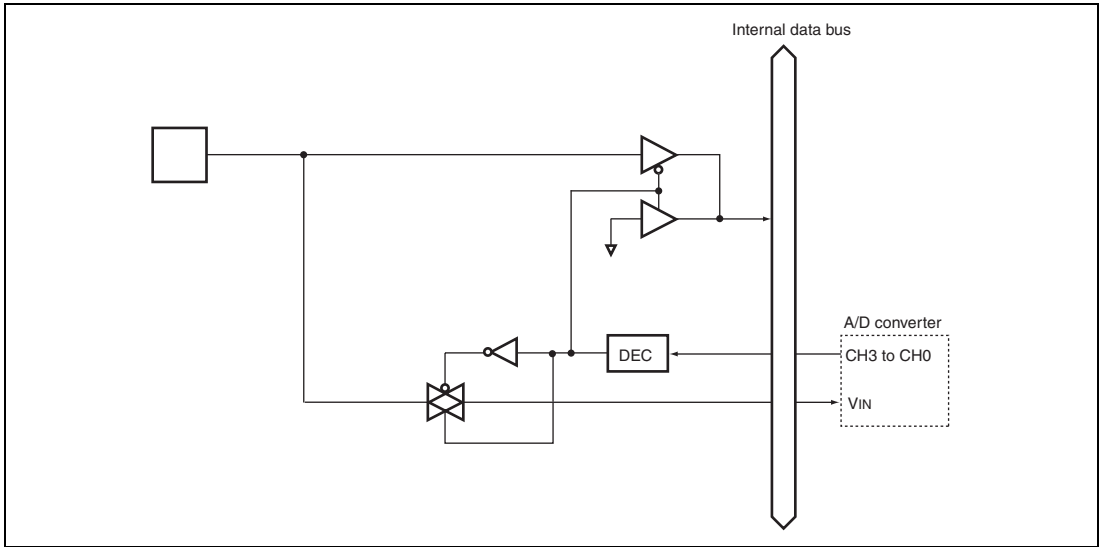 Internal data bus
A/D converter
DEC
CH3 to CH0
VIN